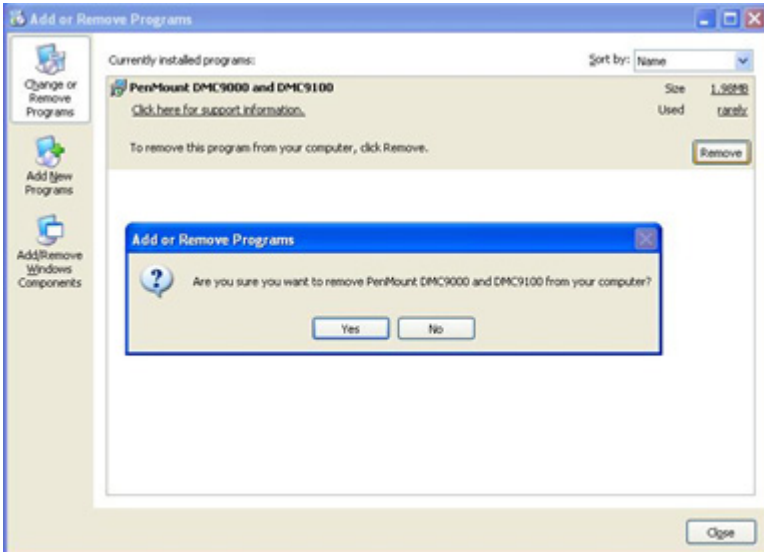 Add or Remove Programs
Change or
Remove
Programs
Add New
Programs
Add/Remove
Windows
Components
Currently installed programs:
Sort by: Name
PenMount DMC9000 and DMC9100
Size 1.98MB
Click here for support information.
Used rarely
To remove this program from your computer, click Remove.
Remove
Add or Remove Programs
Are you sure you want to remove PenMount DMC9000 and DMC9100 from your computer?
Yes No
Close